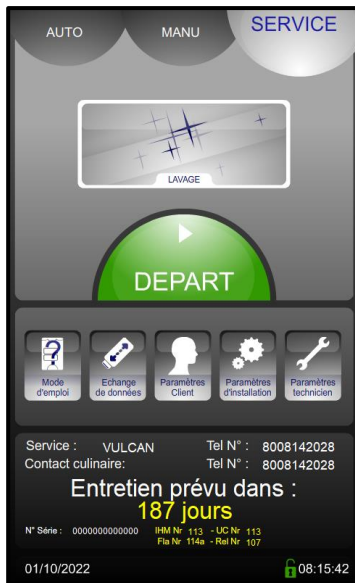 AUTO MANU SERVICE
LAVAGE
DEPART
Mode d'emploi
Echange de données
Paramètres Client
Paramètres d'installation
Paramètres technicien
Service : VULCAN Tel N° : 8008142028
Contact culinaire: Tel N° : 8008142028
Entretien prévu dans :
187 jours
N° Série : 0000000000000 IHM Nr 113 - UC Nr 113
Fla Nr 114a - Rel Nr 107
01/10/2022 08:15:42